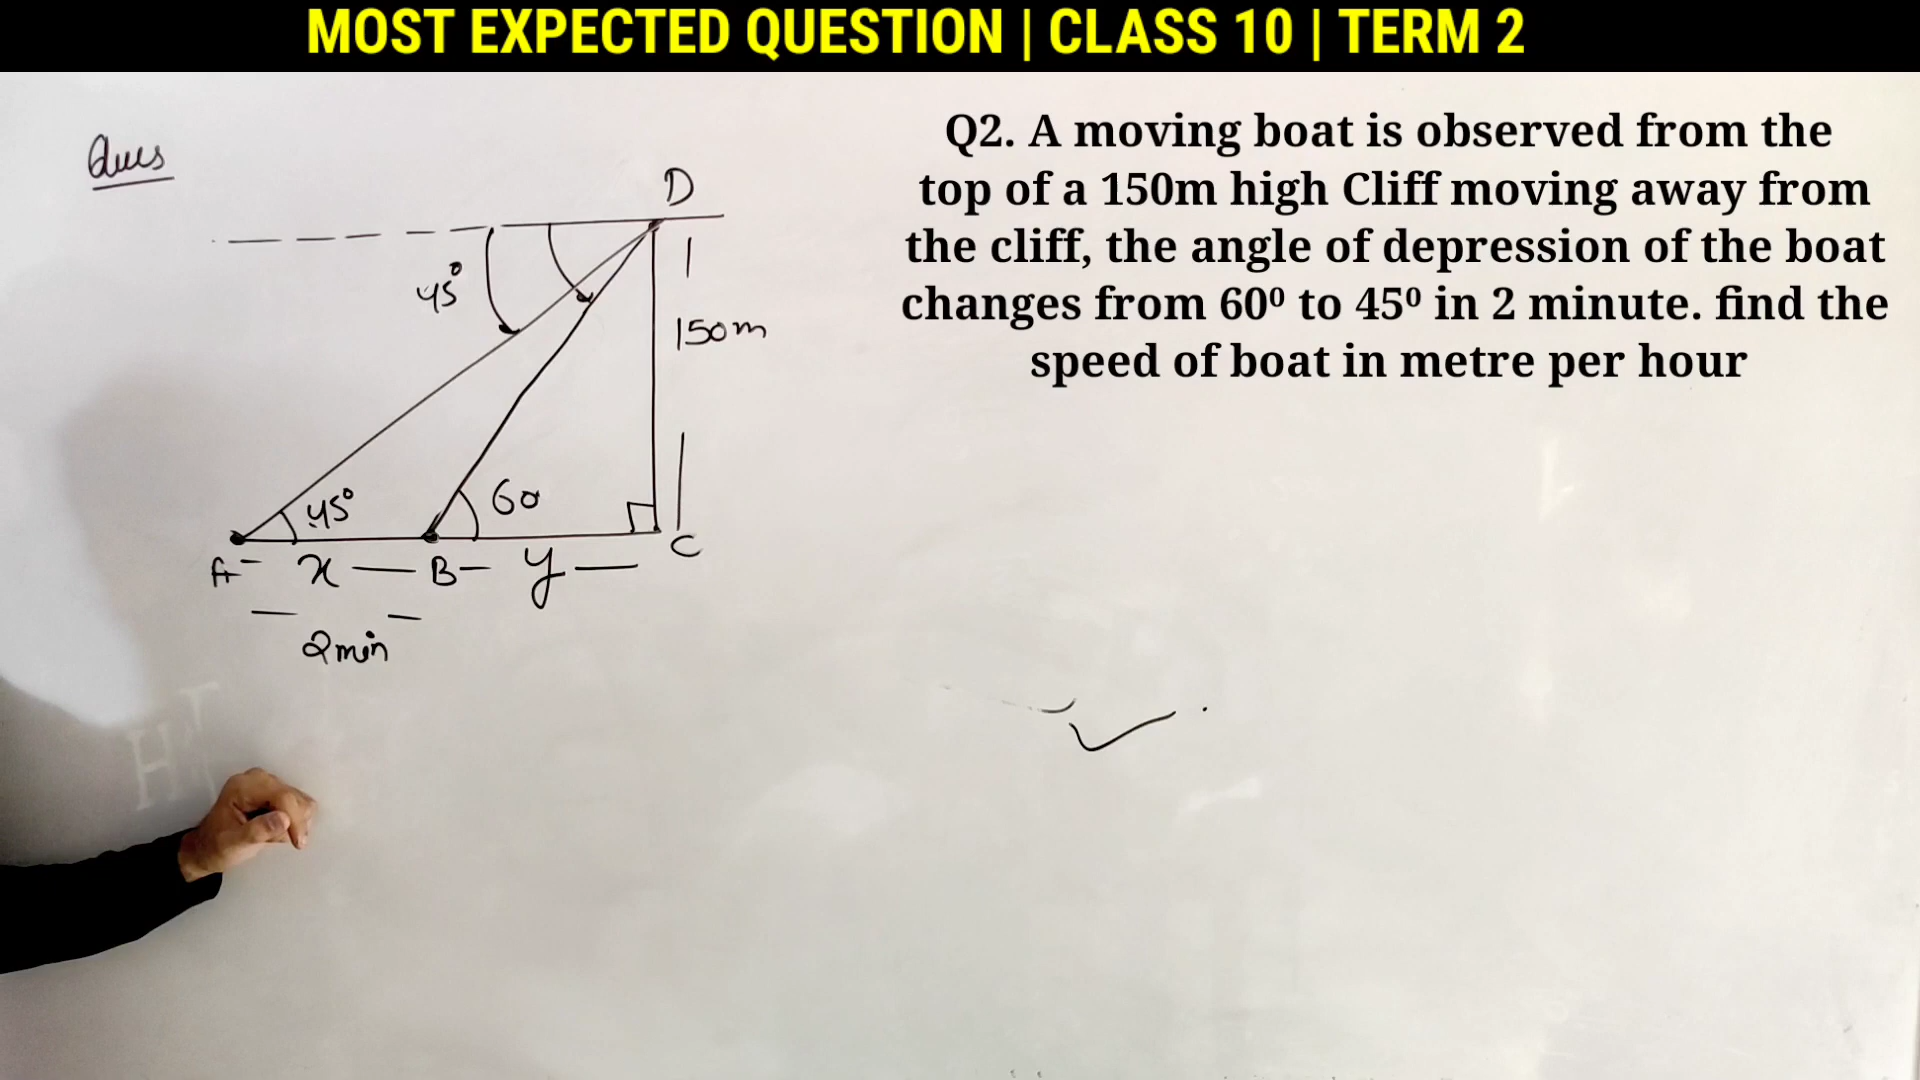 MOST EXPECTED QUESTION | CLASS 10 | TERM 2
Ques
Q2. A moving boat is observed from the
top of a 150m high Cliff moving away from
the cliff, the angle of depression of the boat
changes from 60⁰ to 45⁰ in 2 minute. find the
speed of boat in metre per hour
D
45°
150m
45°
60
A x B y C
2min